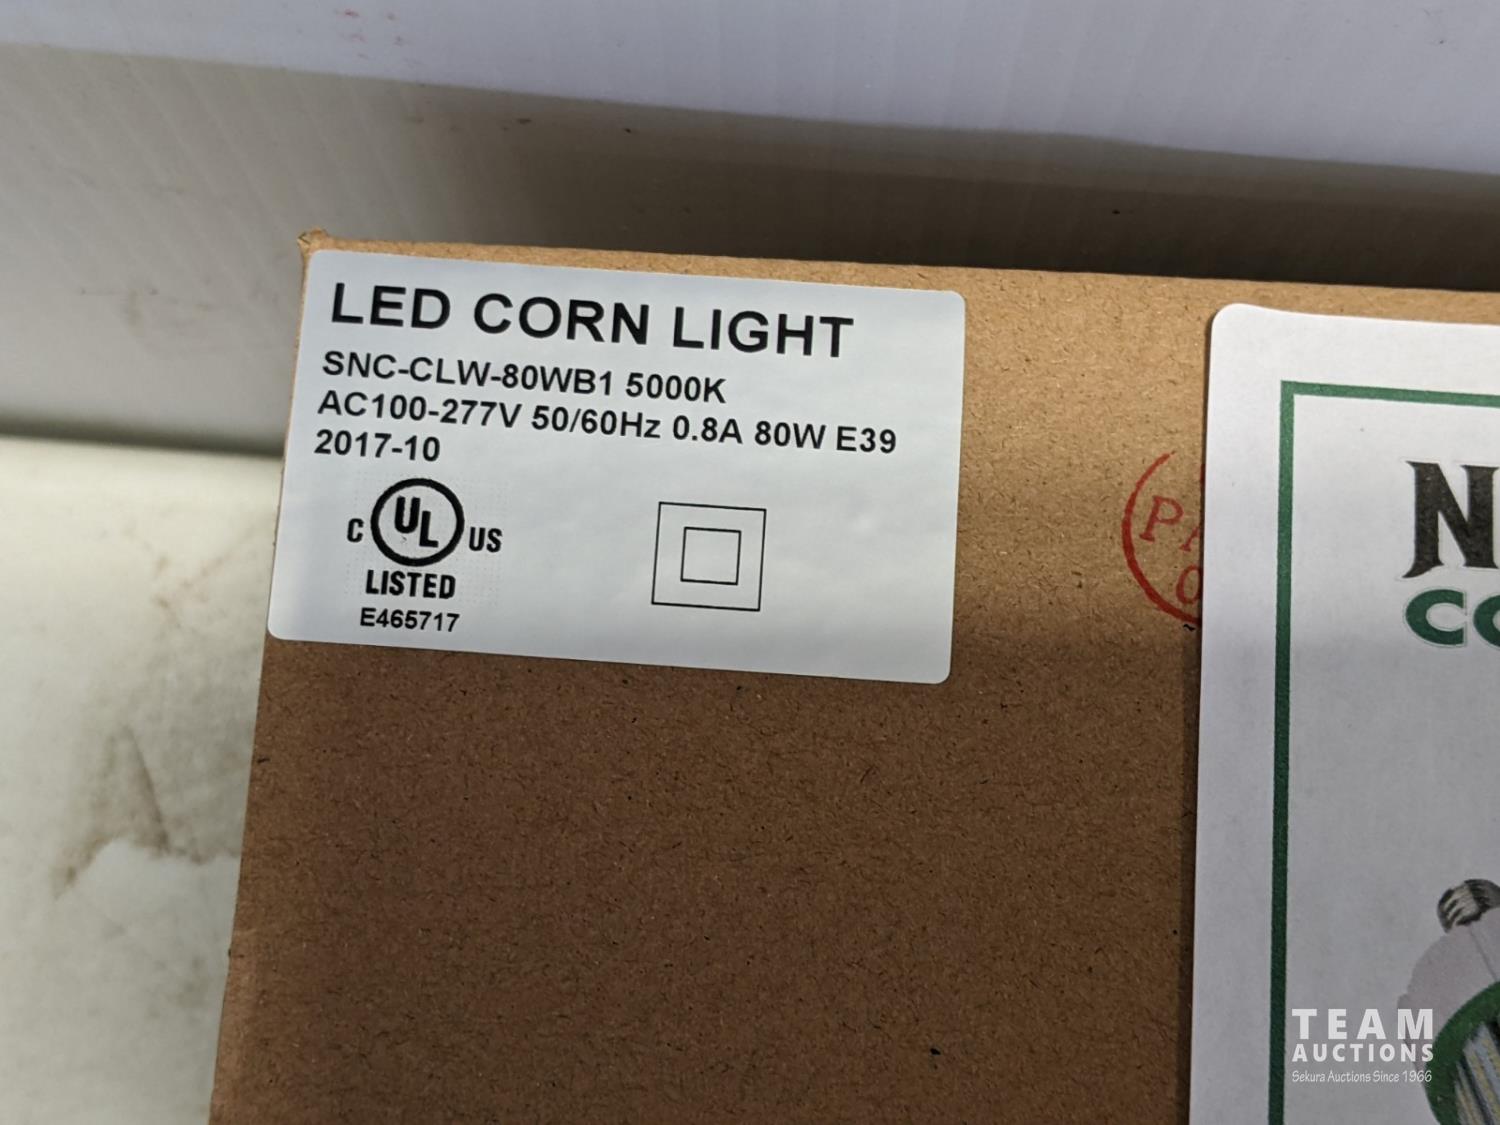 LED CORN LIGHT
SNC-CLW-80WB1 5000K
AC100-277V 50/60Hz 0.8A 80W E39
2017-10
C UL US
LISTED
E465717
TEAM
AUCTIONS
Sekura Auctions Since 1966